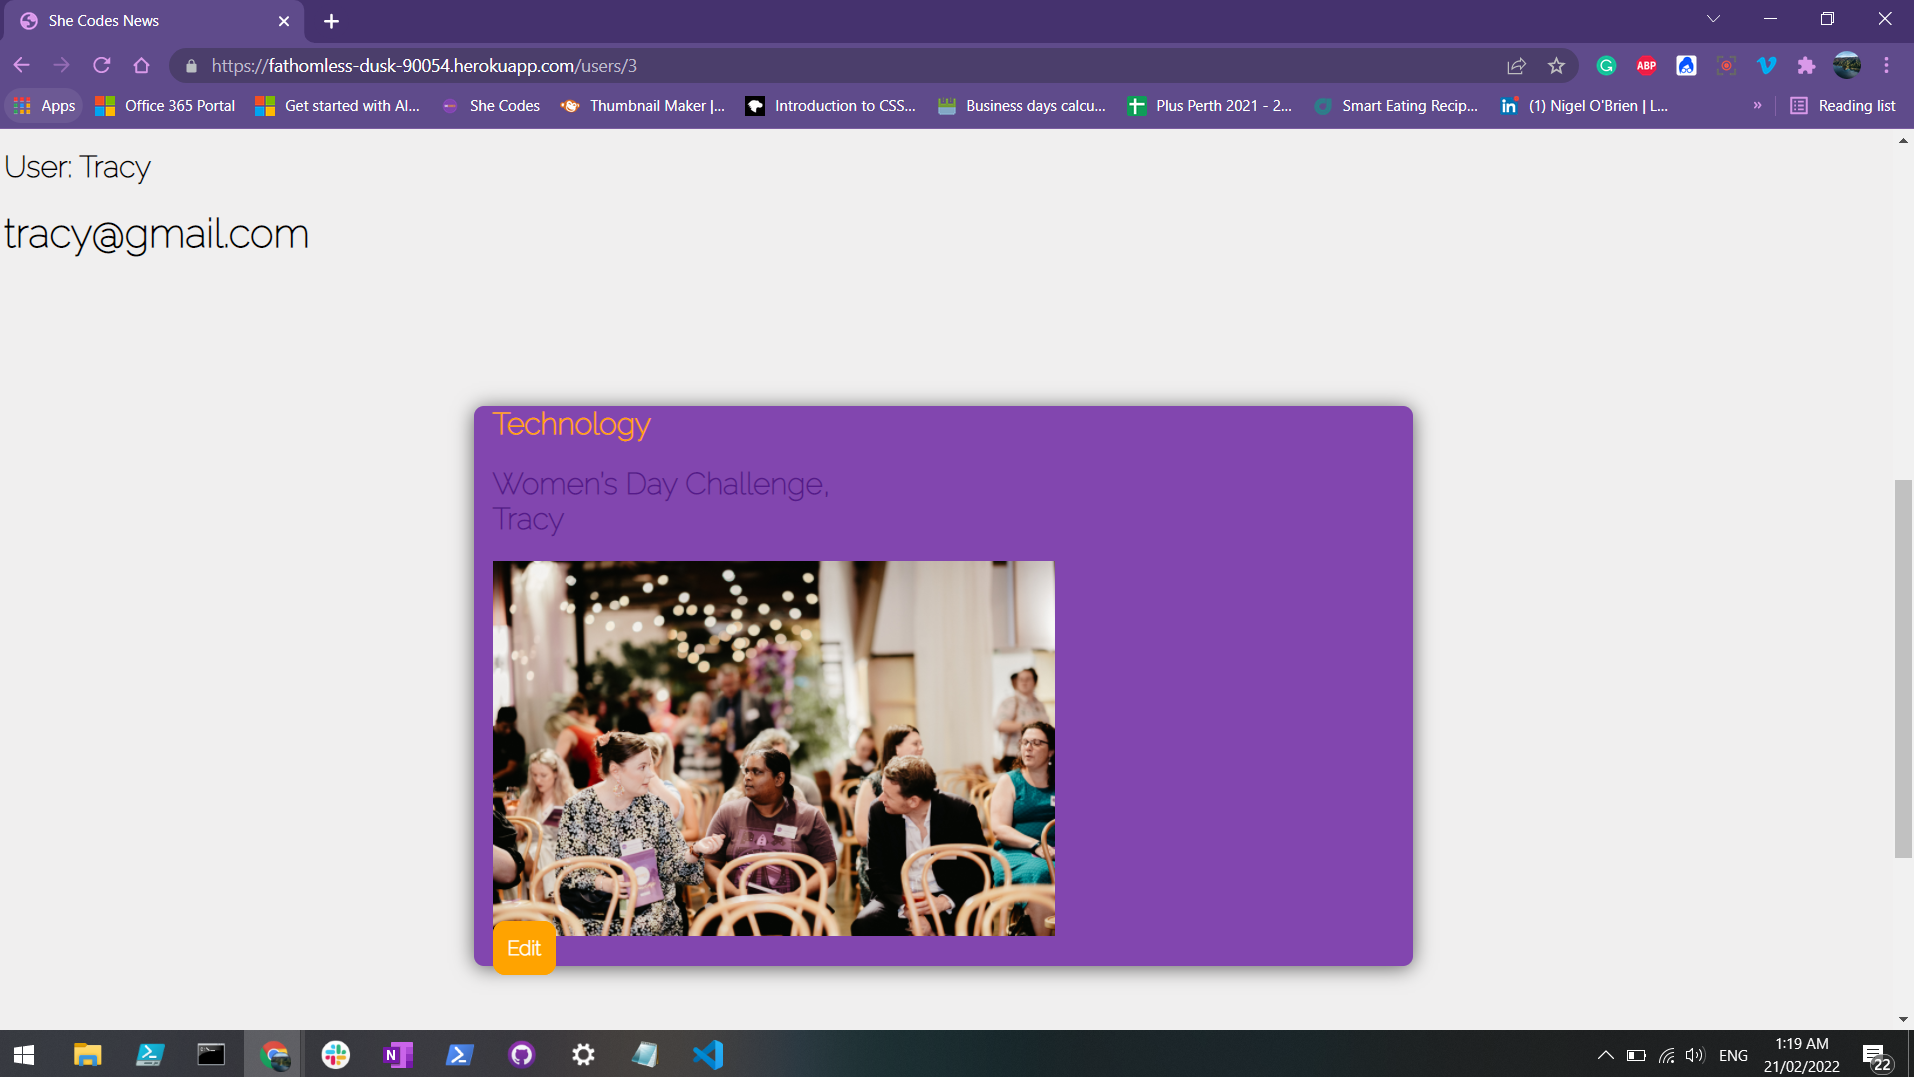 She Codes News
https://fathomless-dusk-90054.herokuapp.com/users/3
ABP
Apps
Office 365 Portal
Get started with Al...
She Codes
Thumbnail Maker |...
Introduction to CSS...
Business days calcu...
Plus Perth 2021 - 2...
Smart Eating Recip...
(1) Nigel O'Brien | L...
»
Reading list
User: Tracy
tracy@gmail.com
Technology
Women's Day Challenge,
Tracy
Edit
ENG
1:19 AM
21/02/2022
22